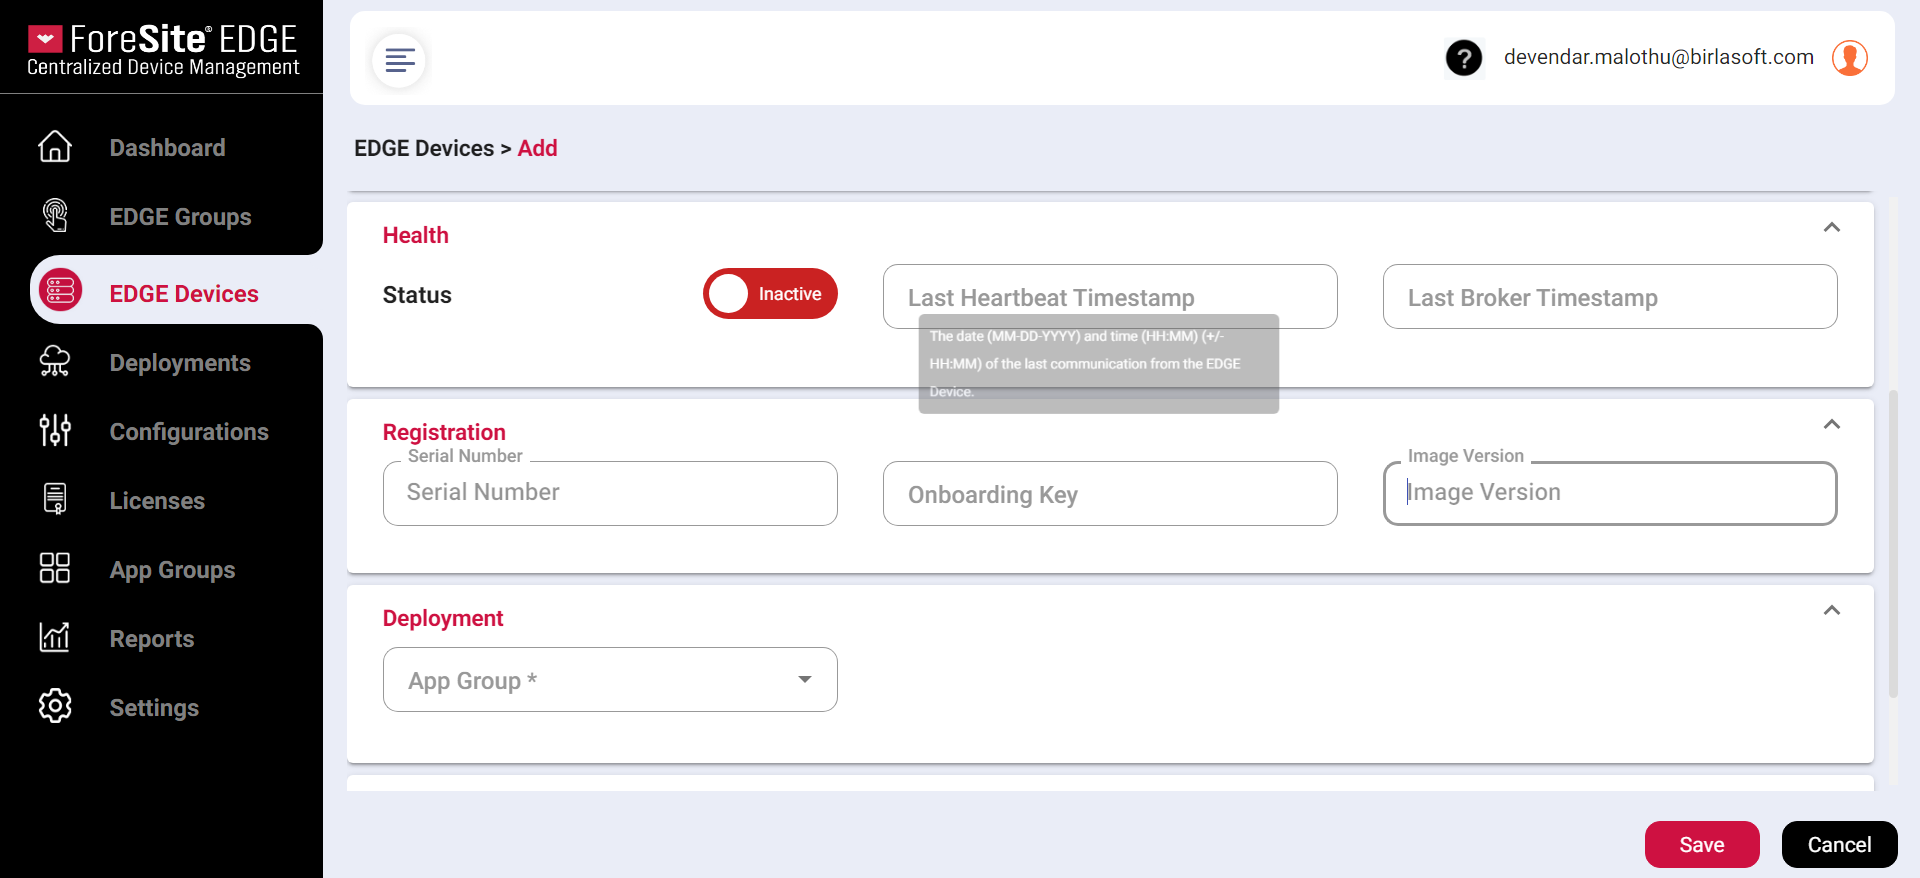 ForeSite® EDGE
Centralized Device Management
Dashboard
EDGE Groups
EDGE Devices
Deployments
Configurations
Licenses
App Groups
Reports
Settings
?
devendar.malothu@birlasoft.com
EDGE Devices > Add
Health
Status
Inactive
Last Heartbeat Timestamp
Last Broker Timestamp
The date (MM-DD-YYYY) and time (HH:MM) (+/-
HH:MM) of the last communication from the EDGE
Device.
Registration
Serial Number
Serial Number
Onboarding Key
Image Version
Image Version
Deployment
App Group *
Save
Cancel